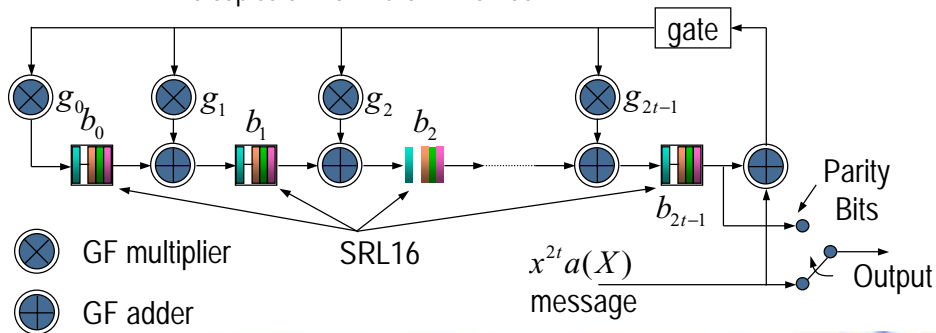 gate
g₀
g₁
g₂
g₂ₜ₋₁
b₀
b₁
b₂
b₂ₜ₋₁
Parity
Bits
GF multiplier
SRL16
x²ᵗa(X)
message
Output
GF adder